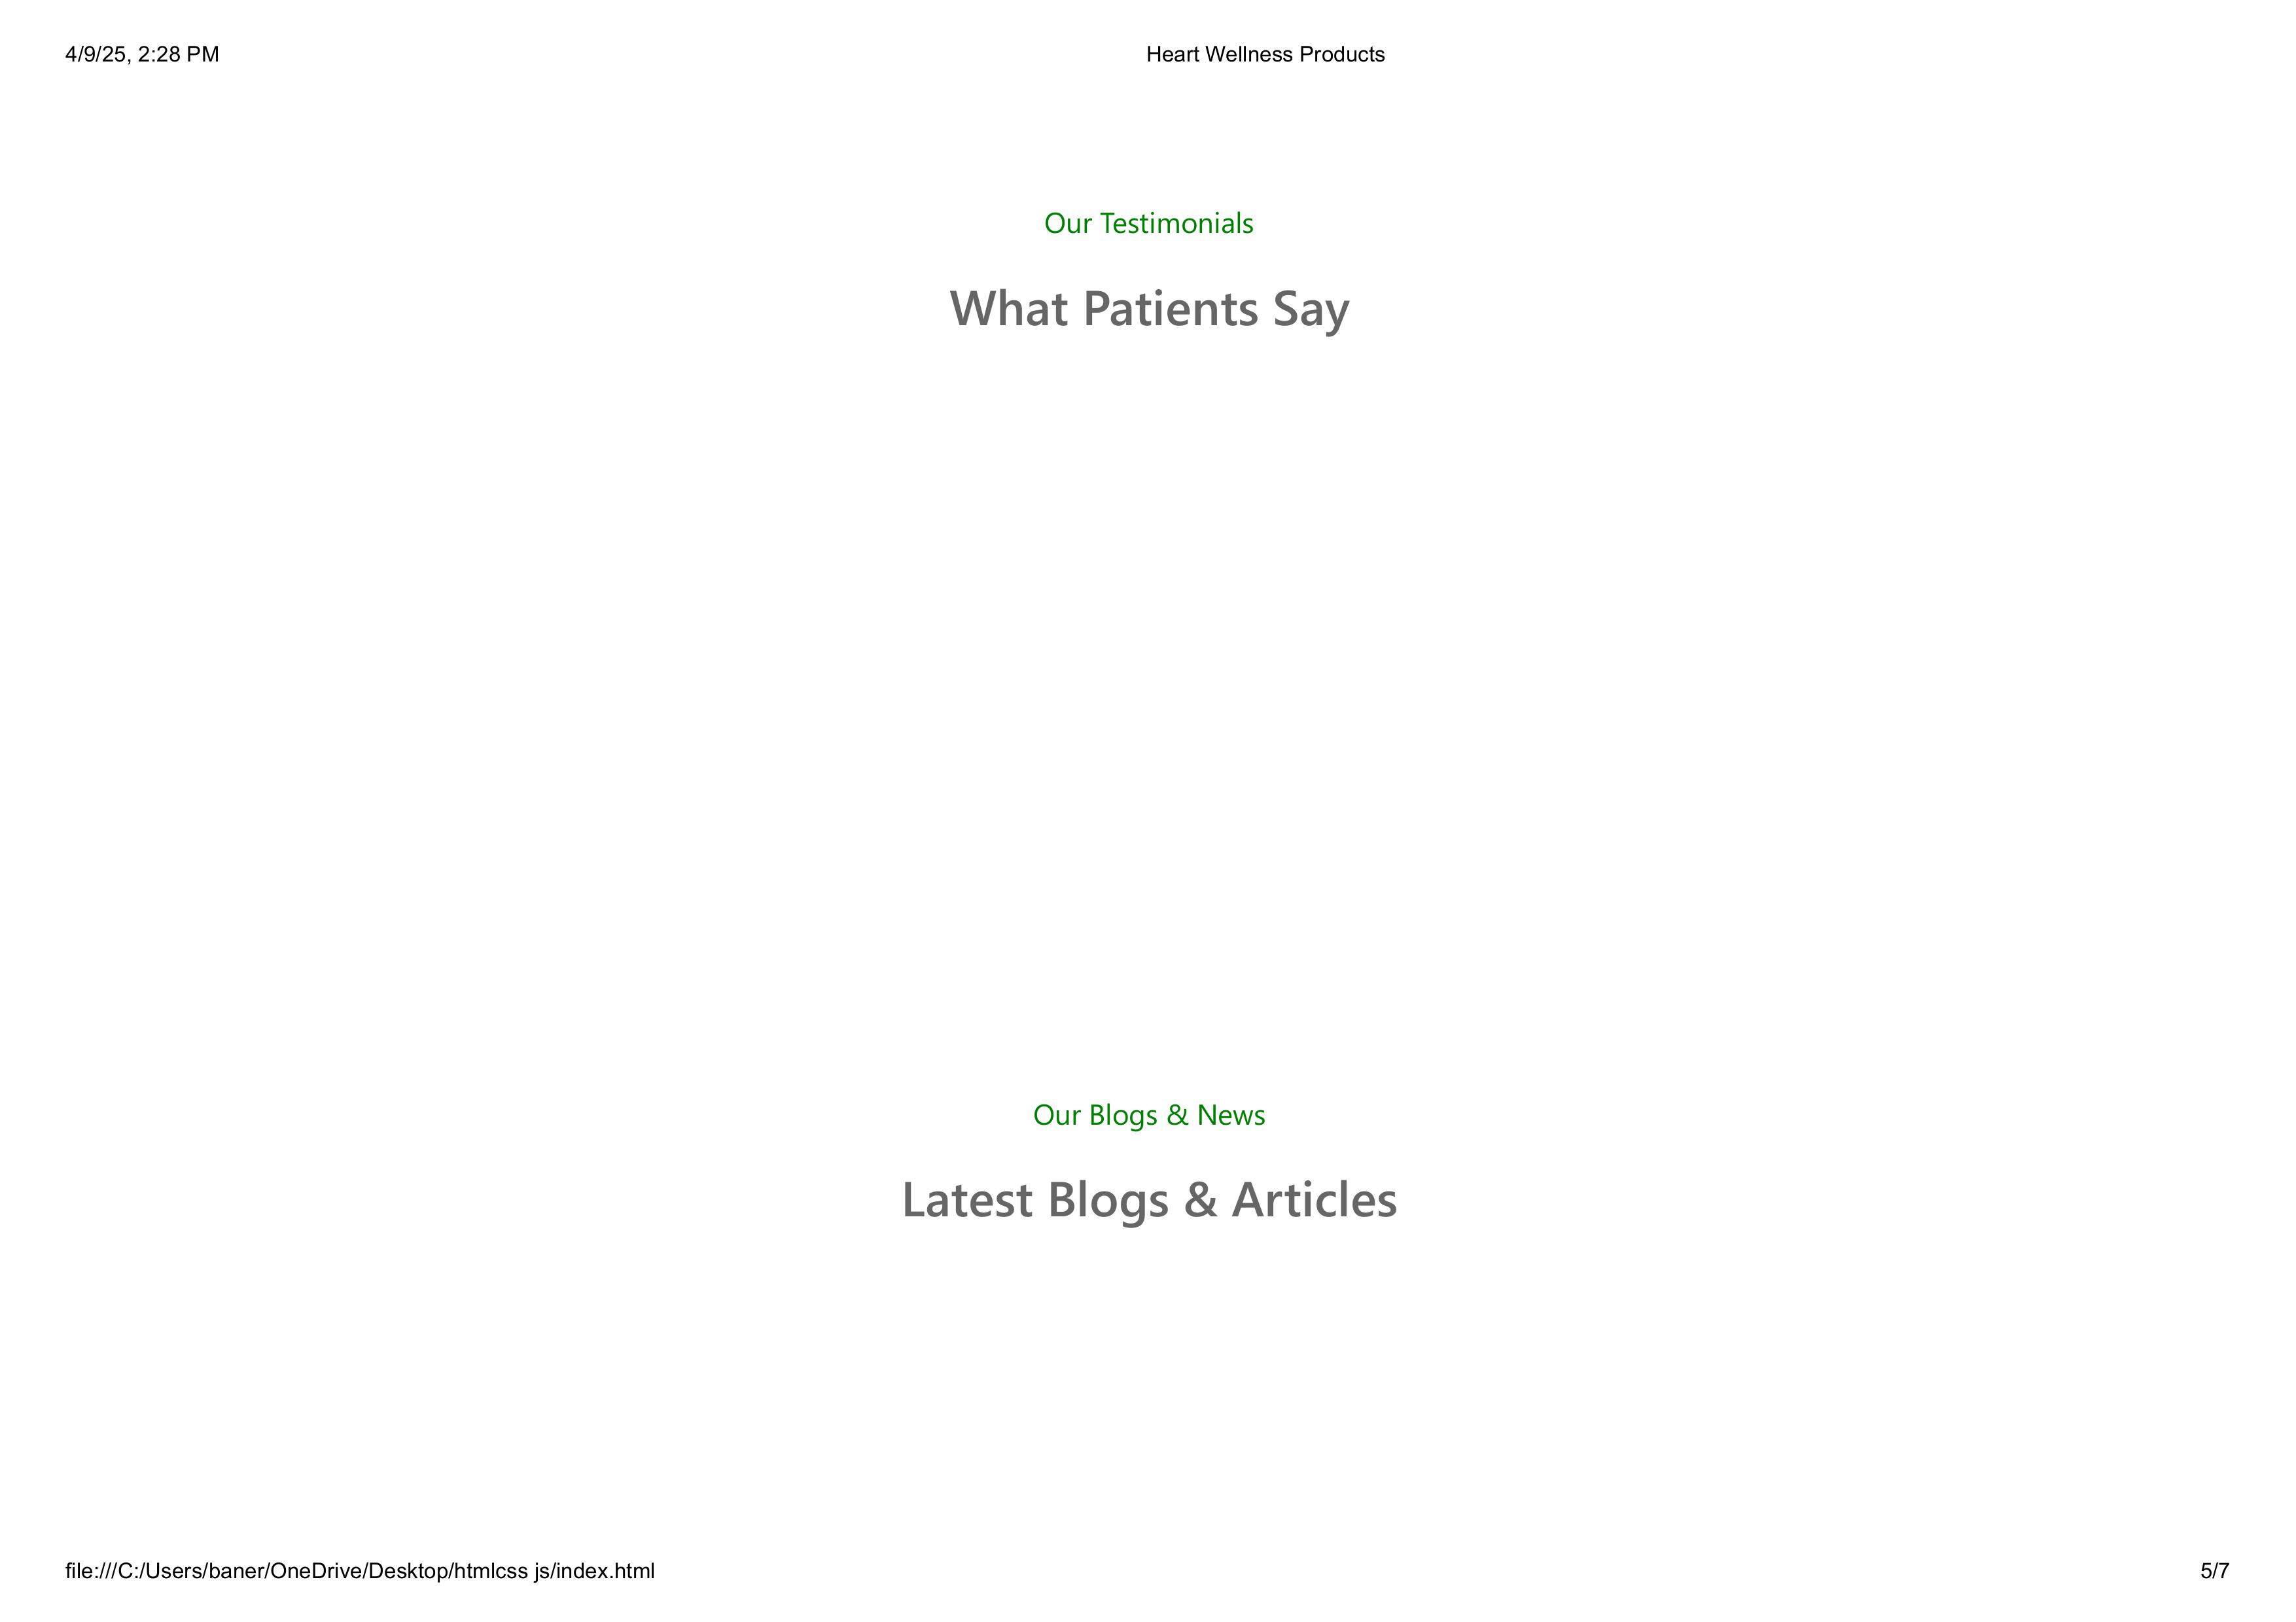 4/9/25, 2:28 PM
Heart Wellness Products
Our Testimonials
What Patients Say
Our Blogs & News
Latest Blogs & Articles
file:///C:/Users/baner/OneDrive/Desktop/htmlcss js/index.html
5/7